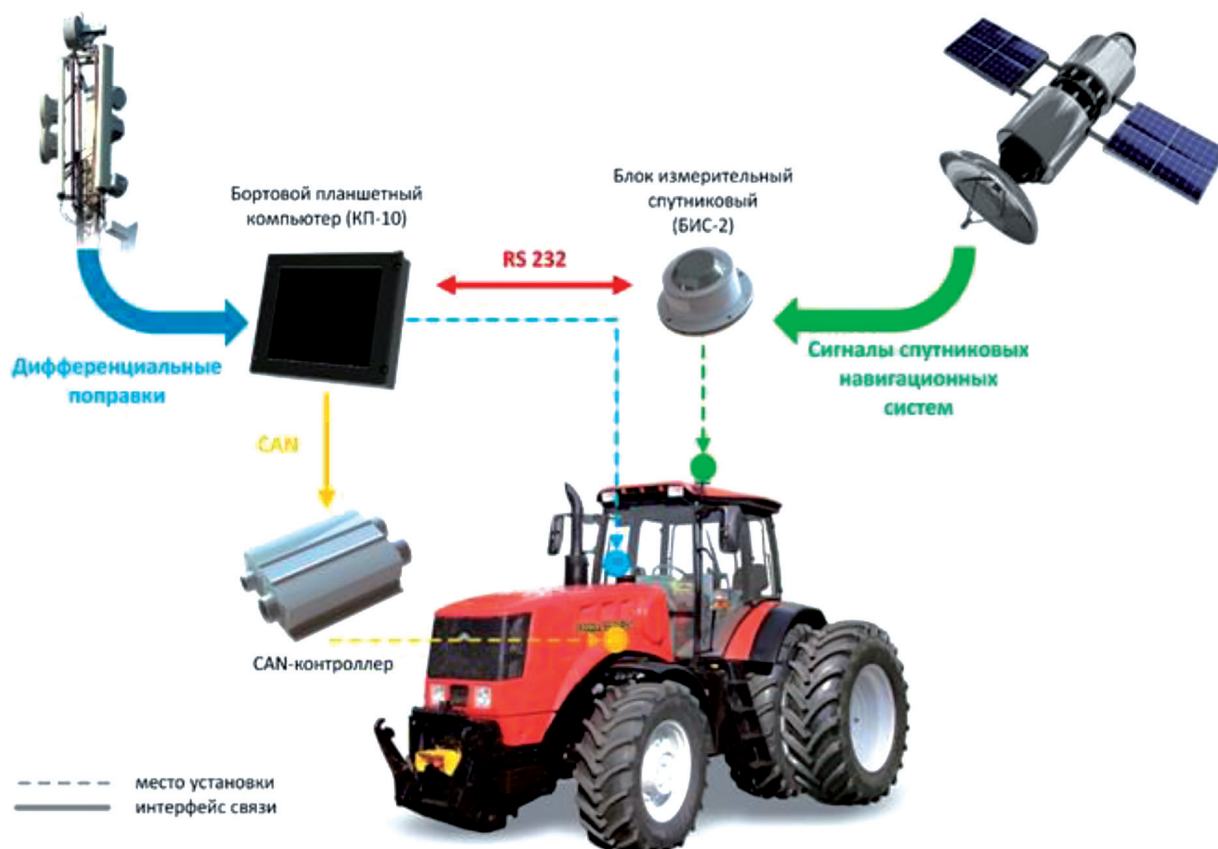 Бортовой планшетный
компьютер (КП-10)
Блок измерительный
спутниковый
(БИС-2)
RS 232
Дифференциальные
поправки
Сигналы спутниковых
навигационных
систем
CAN
CAN-контроллер
место установки
интерфейс связи